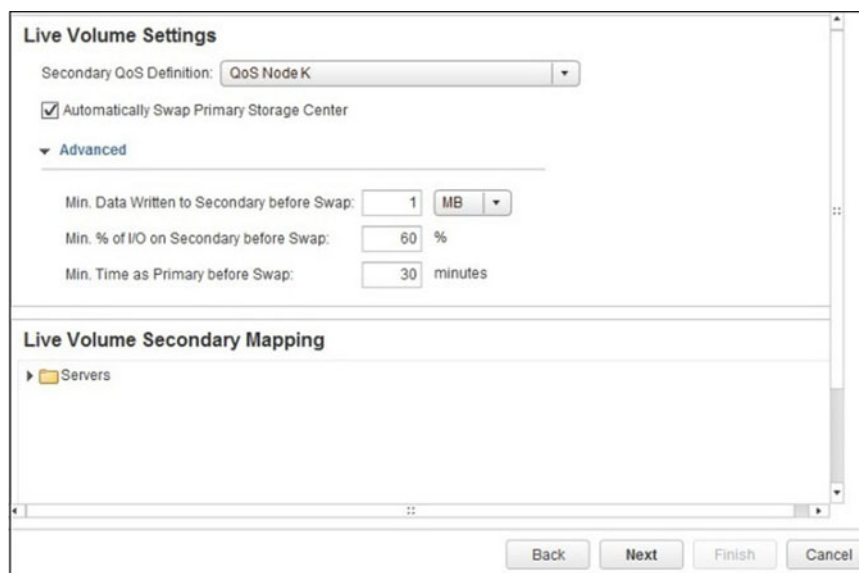 Live Volume Settings
Secondary QoS Definition: QoS Node K
Automatically Swap Primary Storage Center
Advanced
Min. Data Written to Secondary before Swap: 1 MB
Min. % of I/O on Secondary before Swap: 60 %
Min. Time as Primary before Swap: 30 minutes
Live Volume Secondary Mapping
Servers
Back Next Finish Cancel